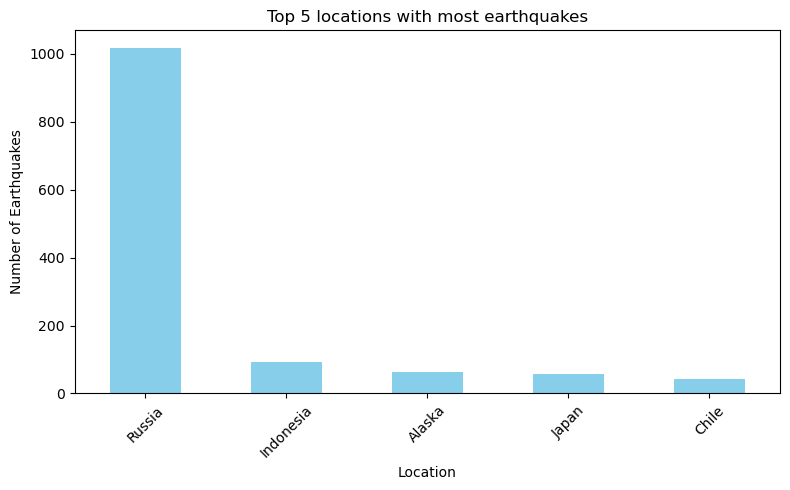 Top 5 locations with most earthquakes
Number of Earthquakes
1000
800
600
400
200
0
Russia
Indonesia
Alaska
Japan
Chile
Location